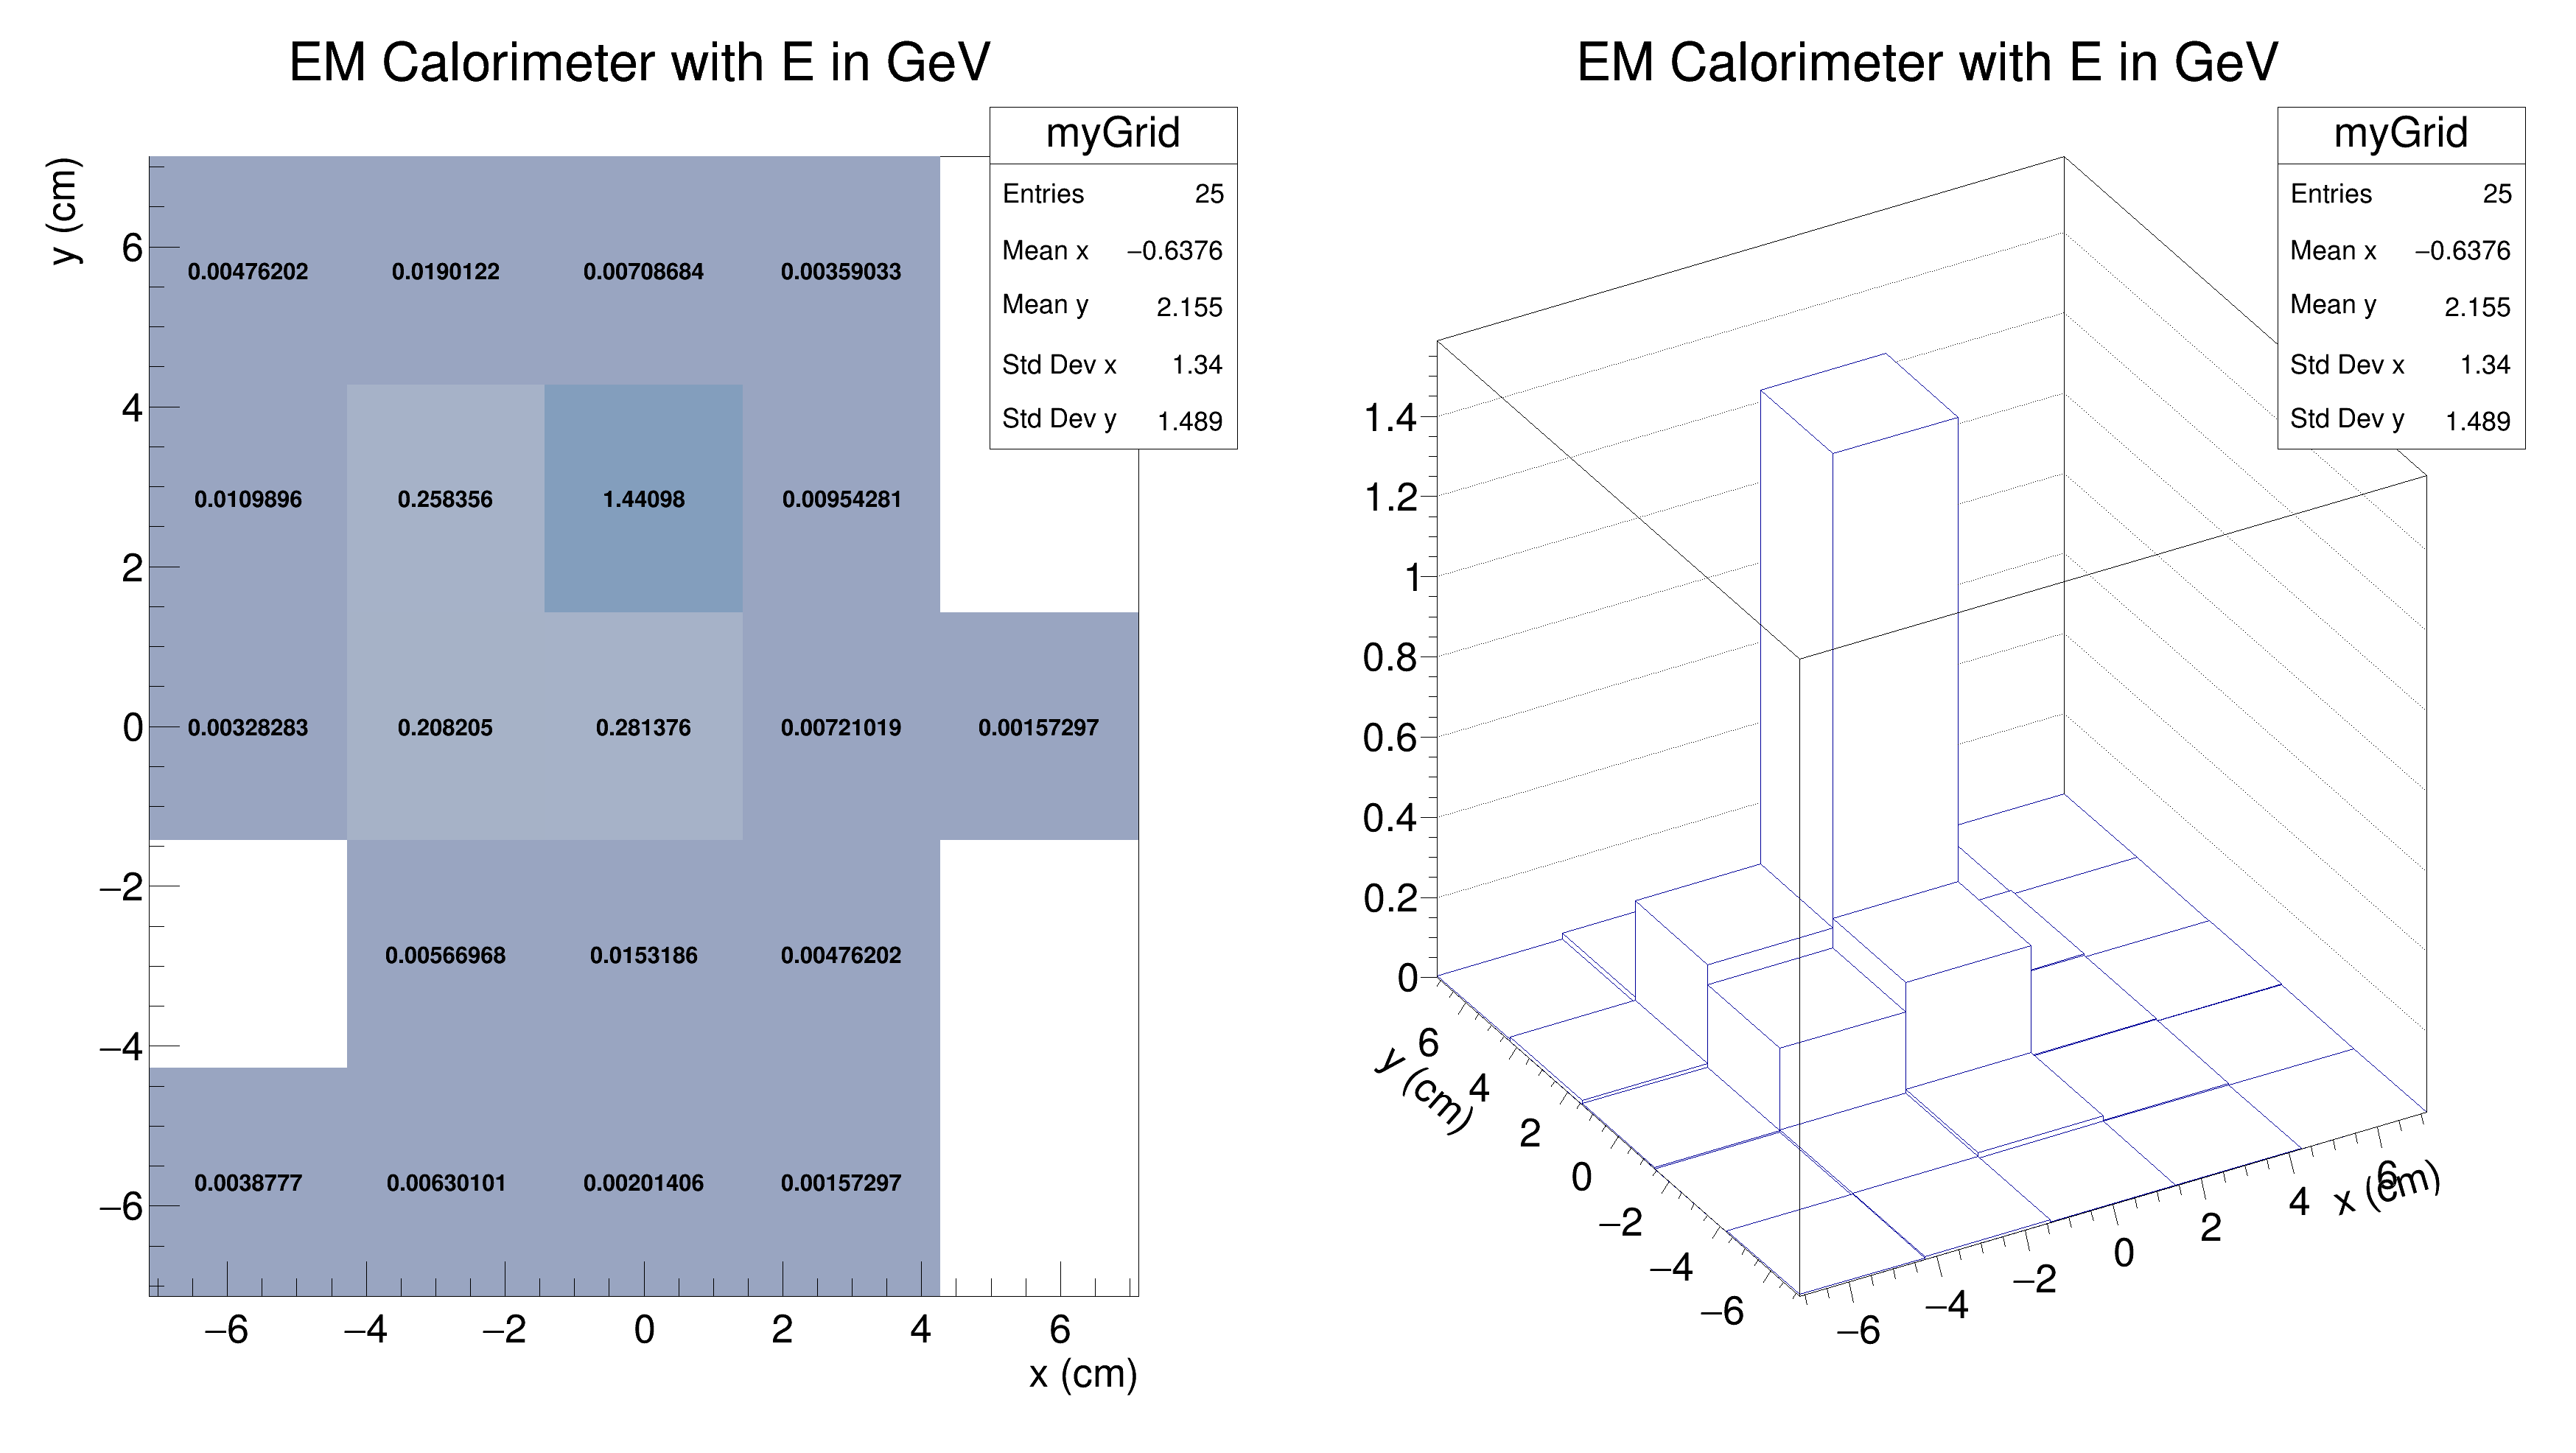 EM Calorimeter with E in GeV
myGrid
Entries 25
Mean x −0.6376
Mean y 2.155
Std Dev x 1.34
Std Dev y 1.489
y (cm)
6
4
2
0
−2
−4
−6
0.00476202 0.0190122 0.00708684 0.00359033
0.0109896 0.258356 1.44098 0.00954281
0.00328283 0.208205 0.281376 0.00721019 0.00157297
0.00566968 0.0153186 0.00476202
0.0038777 0.00630101 0.00201406 0.00157297
−6 −4 −2 0 2 4 6
x (cm)
EM Calorimeter with E in GeV
myGrid
Entries 25
Mean x −0.6376
Mean y 2.155
Std Dev x 1.34
Std Dev y 1.489
1.4
1.2
1
0.8
0.6
0.4
0.2
0
y (cm)
6
4
2
0
−2
−4
−6
−6 −4 −2 0 2 4 6
x (cm)